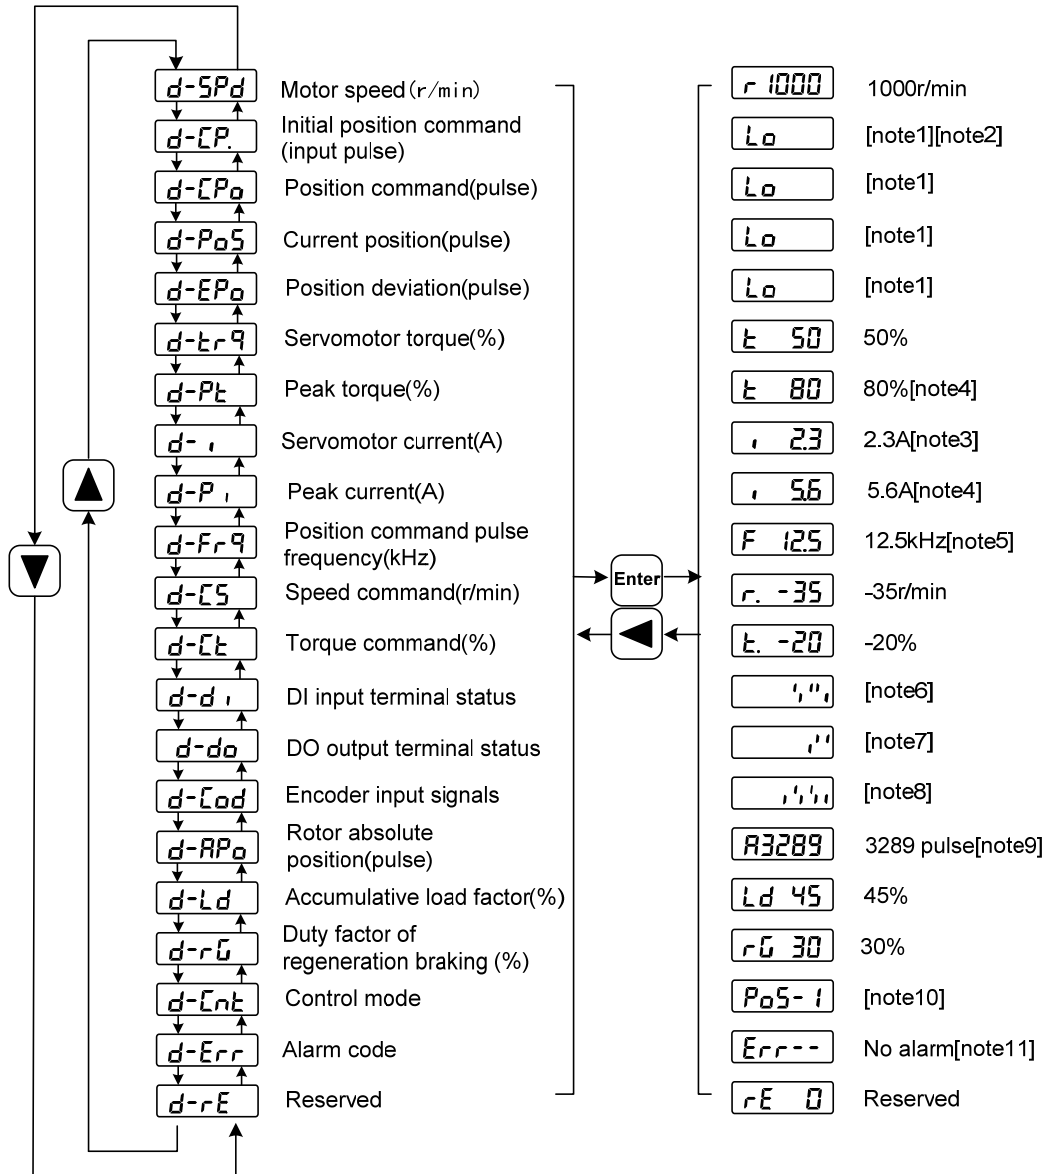 d-SPd Motor speed(r/min) r 1000 1000r/min
d-CP. Initial position command
(input pulse) Lo [note1][note2]
d-CPo Position command(pulse) Lo [note1]
d-PoS Current position(pulse) Lo [note1]
d-EPo Position deviation(pulse) Lo [note1]
d-trq Servomotor torque(%) t 50 50%
d-Pt Peak torque(%) t 80 80%[note4]
d-i Servomotor current(A) i 2.3 2.3A[note3]
d-Pi Peak current(A) i 5.6 5.6A[note4]
d-Frq Position command pulse
frequency(kHz) F 12.5 12.5kHz[note5]
d-CS Speed command(r/min) r. -35 -35r/min
Enter
d-Ct Torque command(%) t. -20 -20%
d-di DI input terminal status [note6]
d-do DO output terminal status [note7]
d-Cod Encoder input signals [note8]
d-APo Rotor absolute
position(pulse) A3289 3289 pulse[note9]
d-Ld Accumulative load factor(%) Ld 45 45%
d-rG Duty factor of
regeneration braking (%) rG 30 30%
d-Cnt Control mode PoS-1 [note10]
d-Err Alarm code Err-- No alarm[note11]
d-rE Reserved rE 0 Reserved